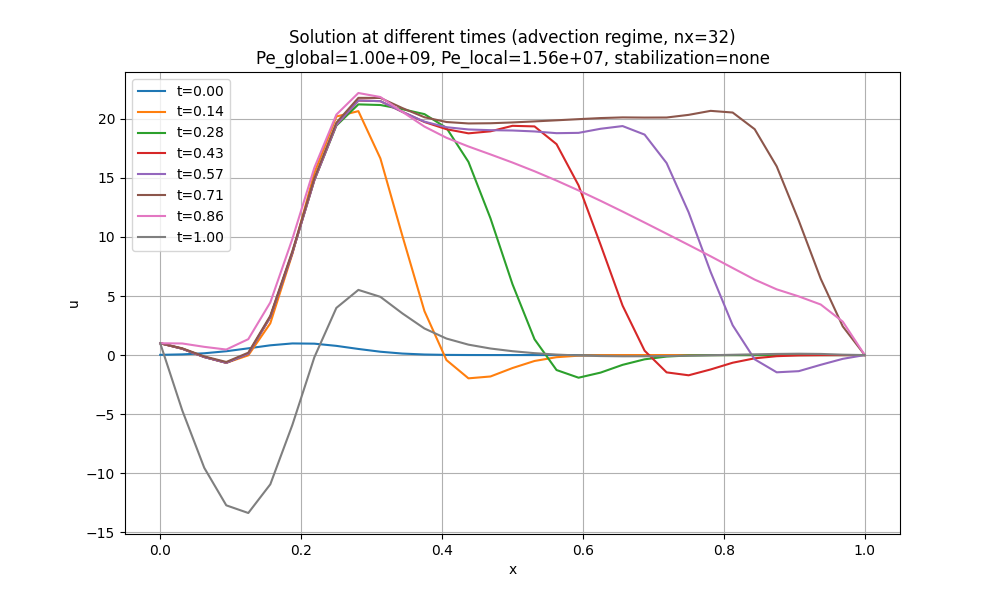 Solution at different times (advection regime, nx=32)
Pe_global=1.00e+09, Pe_local=1.56e+07, stabilization=none
t=0.00
t=0.14
t=0.28
t=0.43
t=0.57
t=0.71
t=0.86
t=1.00
20
15
10
5
0
−5
−10
−15
u
0.0 0.2 0.4 0.6 0.8 1.0
x